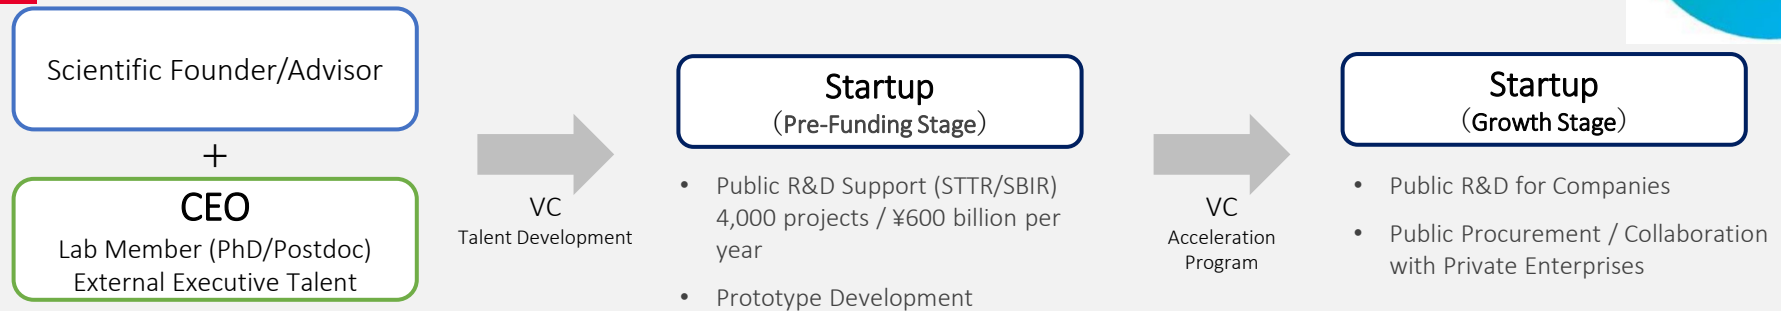 Scientific Founder/Advisor
+
CEO
Lab Member (PhD/Postdoc)
External Executive Talent
VC
Talent Development
Startup
（Pre-Funding Stage）
• Public R&D Support (STTR/SBIR)
4,000 projects / ¥600 billion per
year
• Prototype Development
VC
Acceleration
Program
Startup
（Growth Stage）
• Public R&D for Companies
• Public Procurement / Collaboration
with Private Enterprises